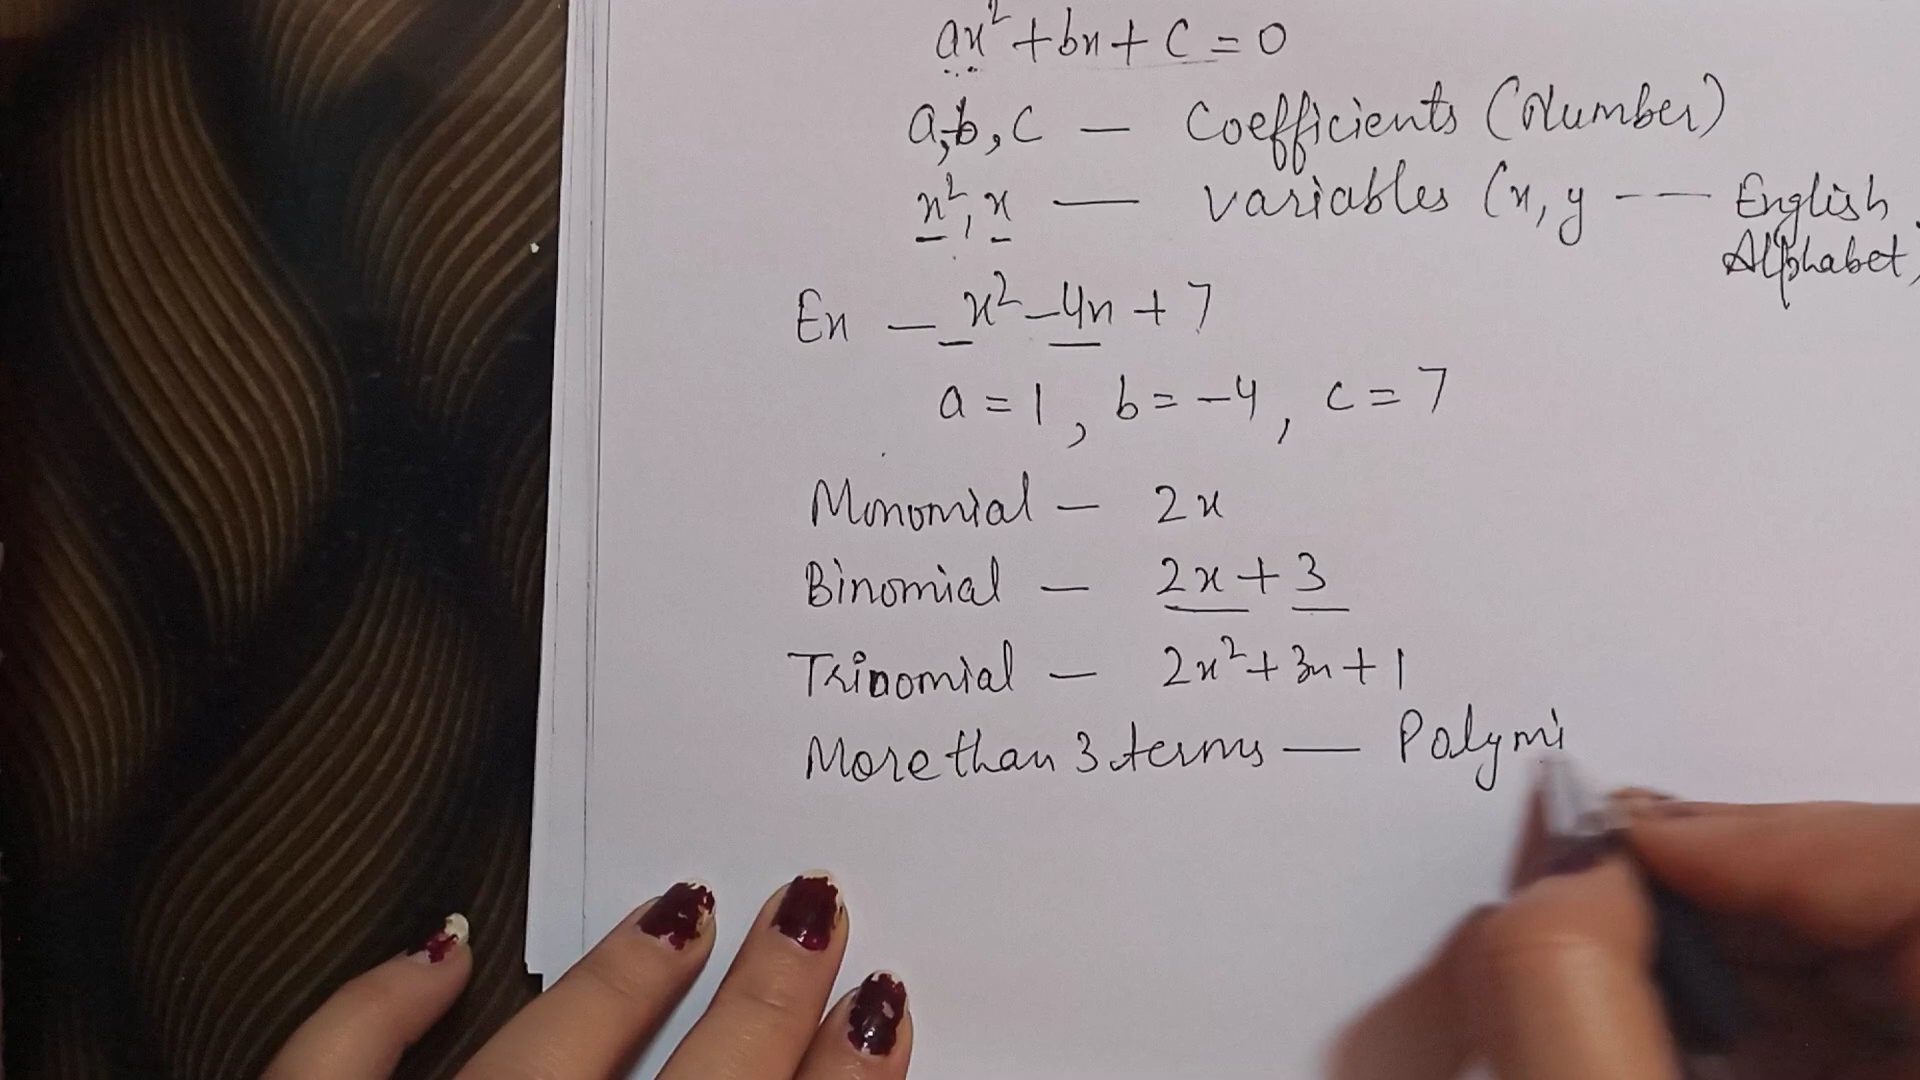 ax² + bx + c = 0
a, b, c — Coefficients (Number)
x², x — variables (x, y —— English Alphabet)
Ex — x² - 4x + 7
a = 1, b = -4, c = 7
Monomial — 2x
Binomial — 2x + 3
Trinomial — 2x² + 3x + 1
More than 3 terms — Polymi